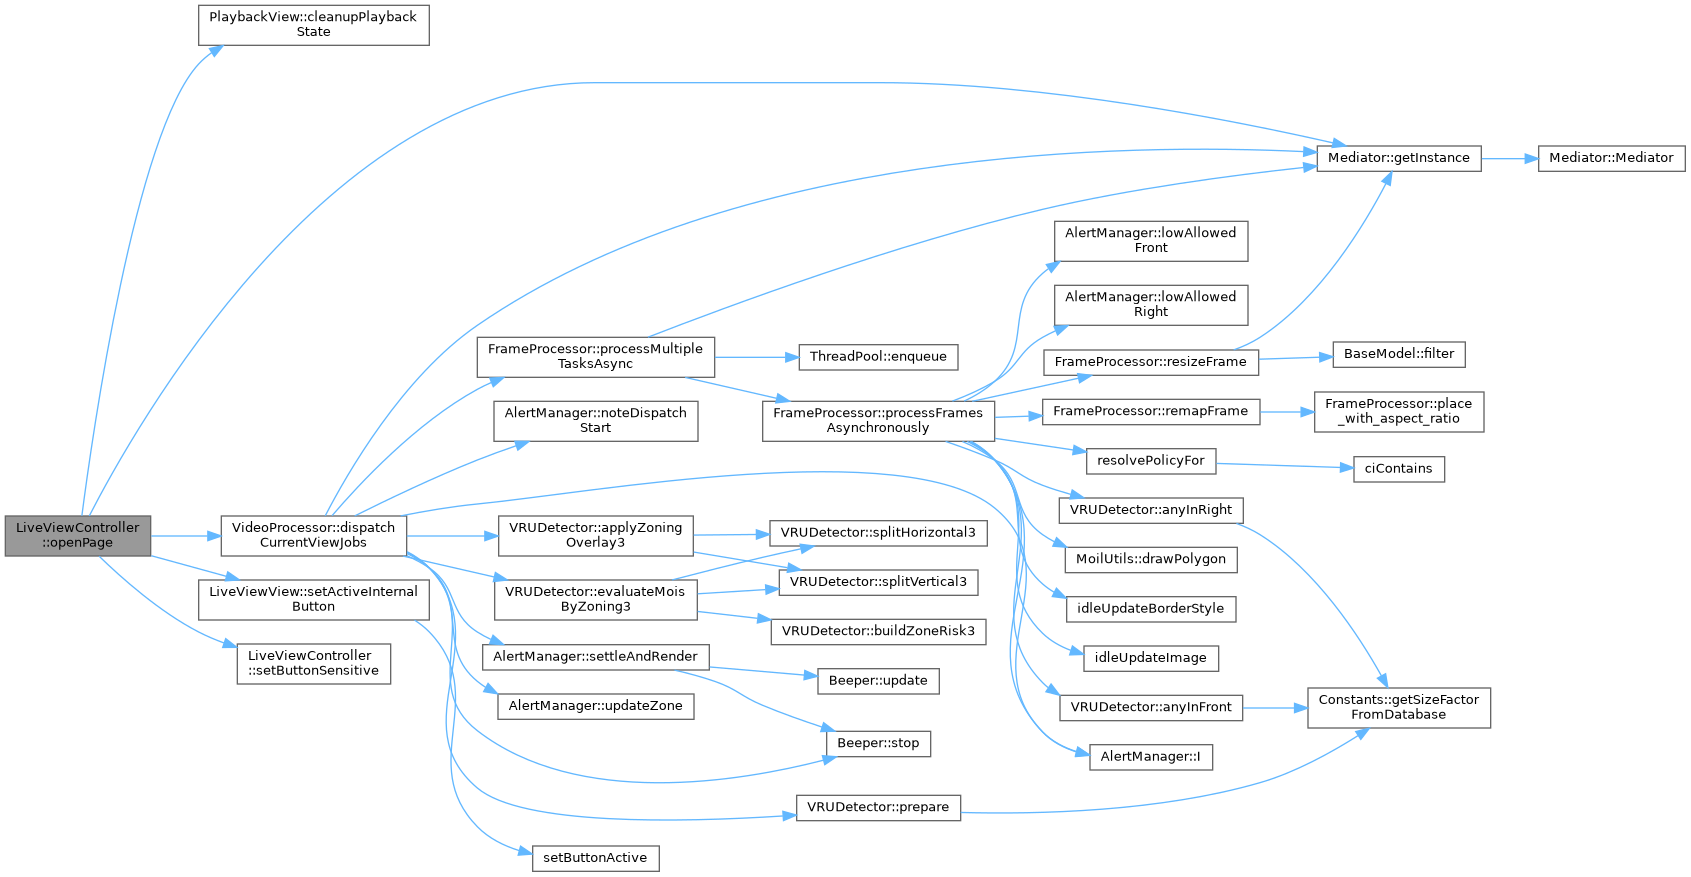 PlaybackView::cleanupPlayback
State
Mediator::getInstance
Mediator::Mediator
AlertManager::lowAllowed
Front
AlertManager::lowAllowed
Right
FrameProcessor::processMultiple
TasksAsync
ThreadPool::enqueue
FrameProcessor::resizeFrame
BaseModel::filter
AlertManager::noteDispatch
Start
FrameProcessor::processFrames
Asynchronously
FrameProcessor::remapFrame
FrameProcessor::place
_with_aspect_ratio
resolvePolicyFor
ciContains
LiveViewController
::openPage
VideoProcessor::dispatch
CurrentViewJobs
VRUDetector::applyZoning
Overlay3
VRUDetector::splitHorizontal3
VRUDetector::anyInRight
MoilUtils::drawPolygon
LiveViewView::setActiveInternal
Button
VRUDetector::evaluateMois
ByZoning3
VRUDetector::splitVertical3
idleUpdateBorderStyle
VRUDetector::buildZoneRisk3
LiveViewController
::setButtonSensitive
AlertManager::settleAndRender
idleUpdateImage
Beeper::update
AlertManager::updateZone
VRUDetector::anyInFront
Constants::getSizeFactor
FromDatabase
Beeper::stop
AlertManager::I
VRUDetector::prepare
setButtonActive